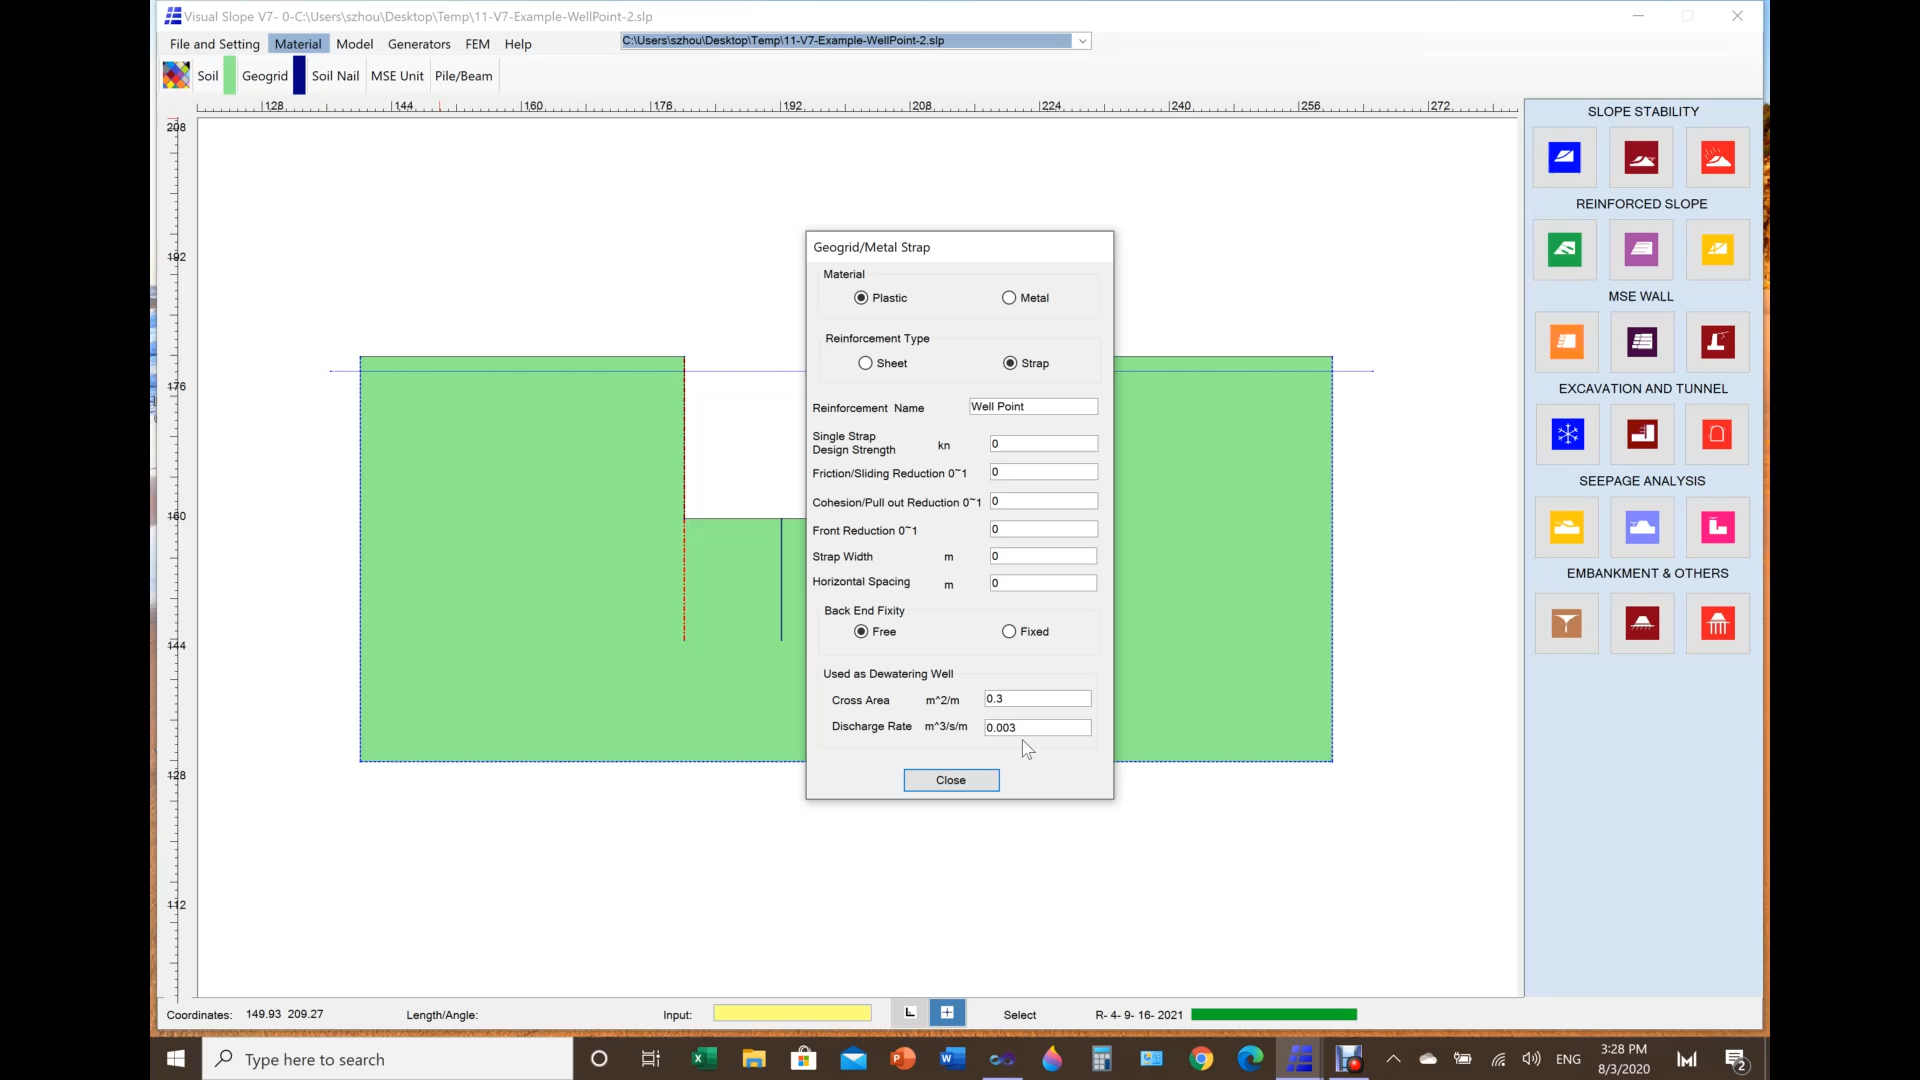 Visual Slope V7- 0-C:\Users\szhou\Desktop\Temp\11-V7-Example-WellPoint-2.slp
File and Setting Material Model Generators FEM Help C:\Users\szhou\Desktop\Temp\11-V7-Example-WellPoint-2.slp
Soil Geogrid Soil Nail MSE Unit Pile/Beam
128 144 160 176 192 208 224 240 256 272
208
192
176
160
144
128
112
Geogrid/Metal Strap
Material
Plastic Metal
Reinforcement Type
Sheet Strap
Reinforcement Name Well Point
Single Strap
Design Strength kn 0
Friction/Sliding Reduction 0~1 0
Cohesion/Pull out Reduction 0~1 0
Front Reduction 0~1 0
Strap Width m 0
Horizontal Spacing m 0
Back End Fixity
Free Fixed
Used as Dewatering Well
Cross Area m^2/m 0.3
Discharge Rate m^3/s/m 0.003
Close
SLOPE STABILITY
REINFORCED SLOPE
MSE WALL
EXCAVATION AND TUNNEL
SEEPAGE ANALYSIS
EMBANKMENT & OTHERS
Coordinates: 149.93 209.27 Length/Angle: Input: Select R- 4- 9- 16- 2021
Type here to search ENG 3:28 PM
8/3/2020 2